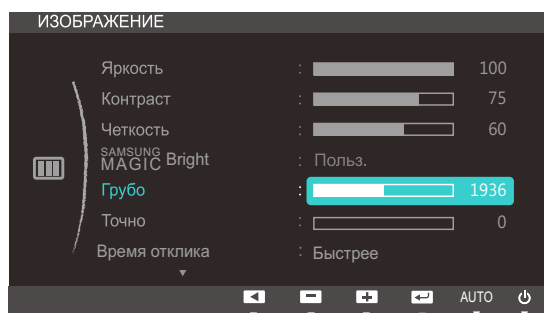 ИЗОБРАЖЕНИЕ
Яркость : 100
Контраст : 75
Четкость : 60
SAMSUNG MAGIC Bright : Польз.
Грубо : 1936
Точно : 0
Время отклика : Быстрее
AUTO